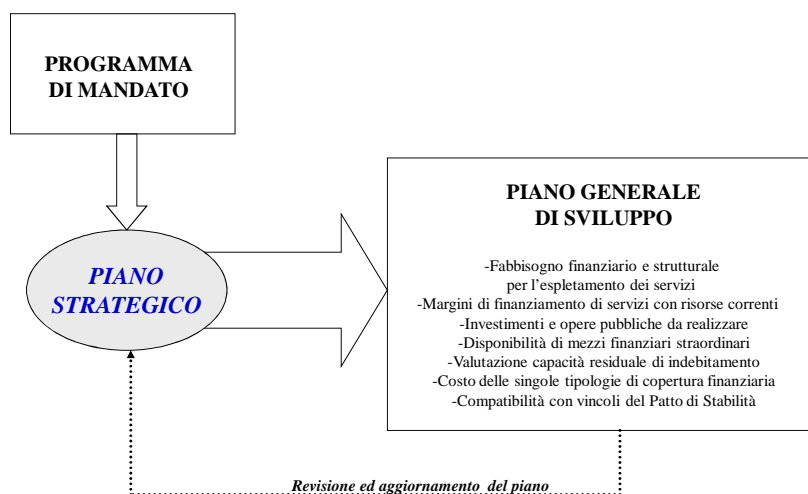 PROGRAMMA
DI MANDATO
PIANO
STRATEGICO
PIANO GENERALE
DI SVILUPPO
-Fabbisogno finanziario e strutturale
per l'espletamento dei servizi
-Margini di finanziamento di servizi con risorse correnti
-Investimenti e opere pubbliche da realizzare
-Disponibilità di mezzi finanziari straordinari
-Valutazione capacità residuale di indebitamento
-Costo delle singole tipologie di copertura finanziaria
-Compatibilità con vincoli del Patto di Stabilità
Revisione ed aggiornamento del piano